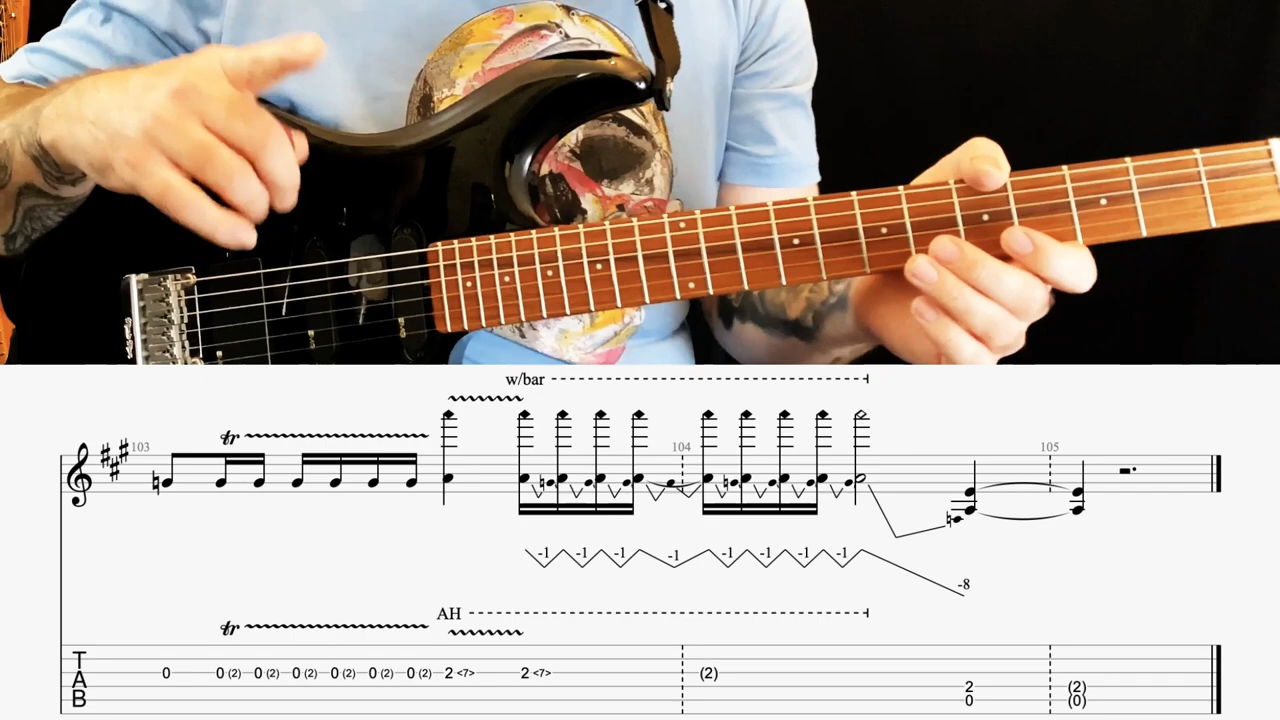 w/bar
103 tr 104 105
-1 -1 -1 -1 -1 -1 -1 -1
-8
AH
tr
T
A
B
0 0 (2) 0 (2) 0 (2) 0 (2) 0 (2) 0 (2) 2 <7> 2 <7> (2)
2 (2)
0 (0)